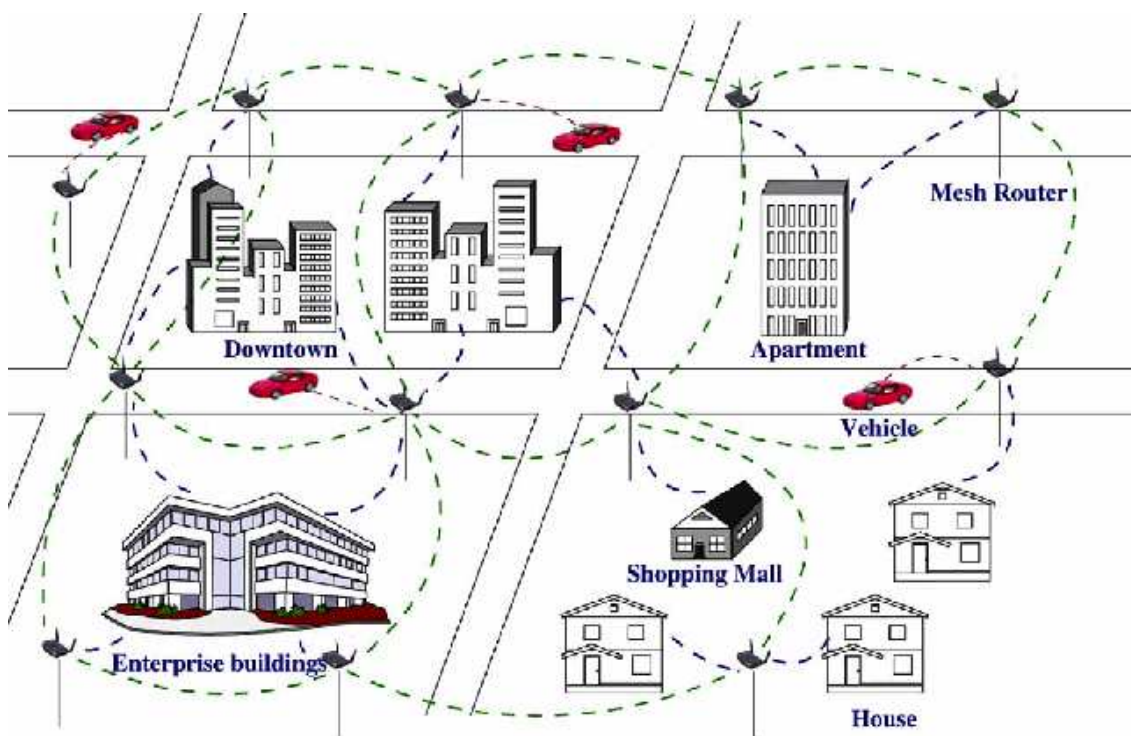 Mesh Router
Downtown
Apartment
Vehicle
Shopping Mall
Enterprise buildings
House